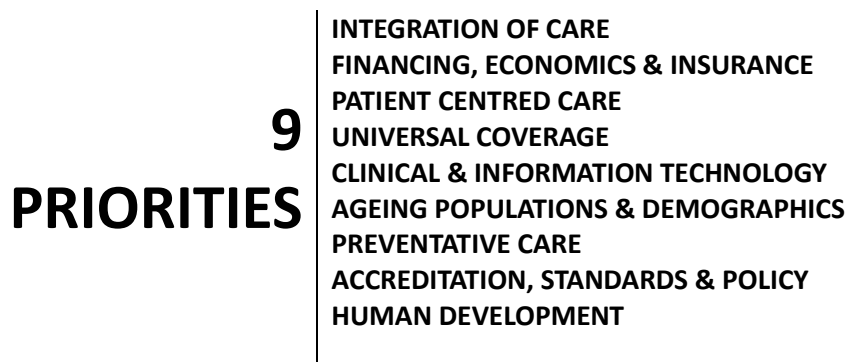 9
PRIORITIES
INTEGRATION OF CARE
FINANCING, ECONOMICS & INSURANCE
PATIENT CENTRED CARE
UNIVERSAL COVERAGE
CLINICAL & INFORMATION TECHNOLOGY
AGEING POPULATIONS & DEMOGRAPHICS
PREVENTATIVE CARE
ACCREDITATION, STANDARDS & POLICY
HUMAN DEVELOPMENT